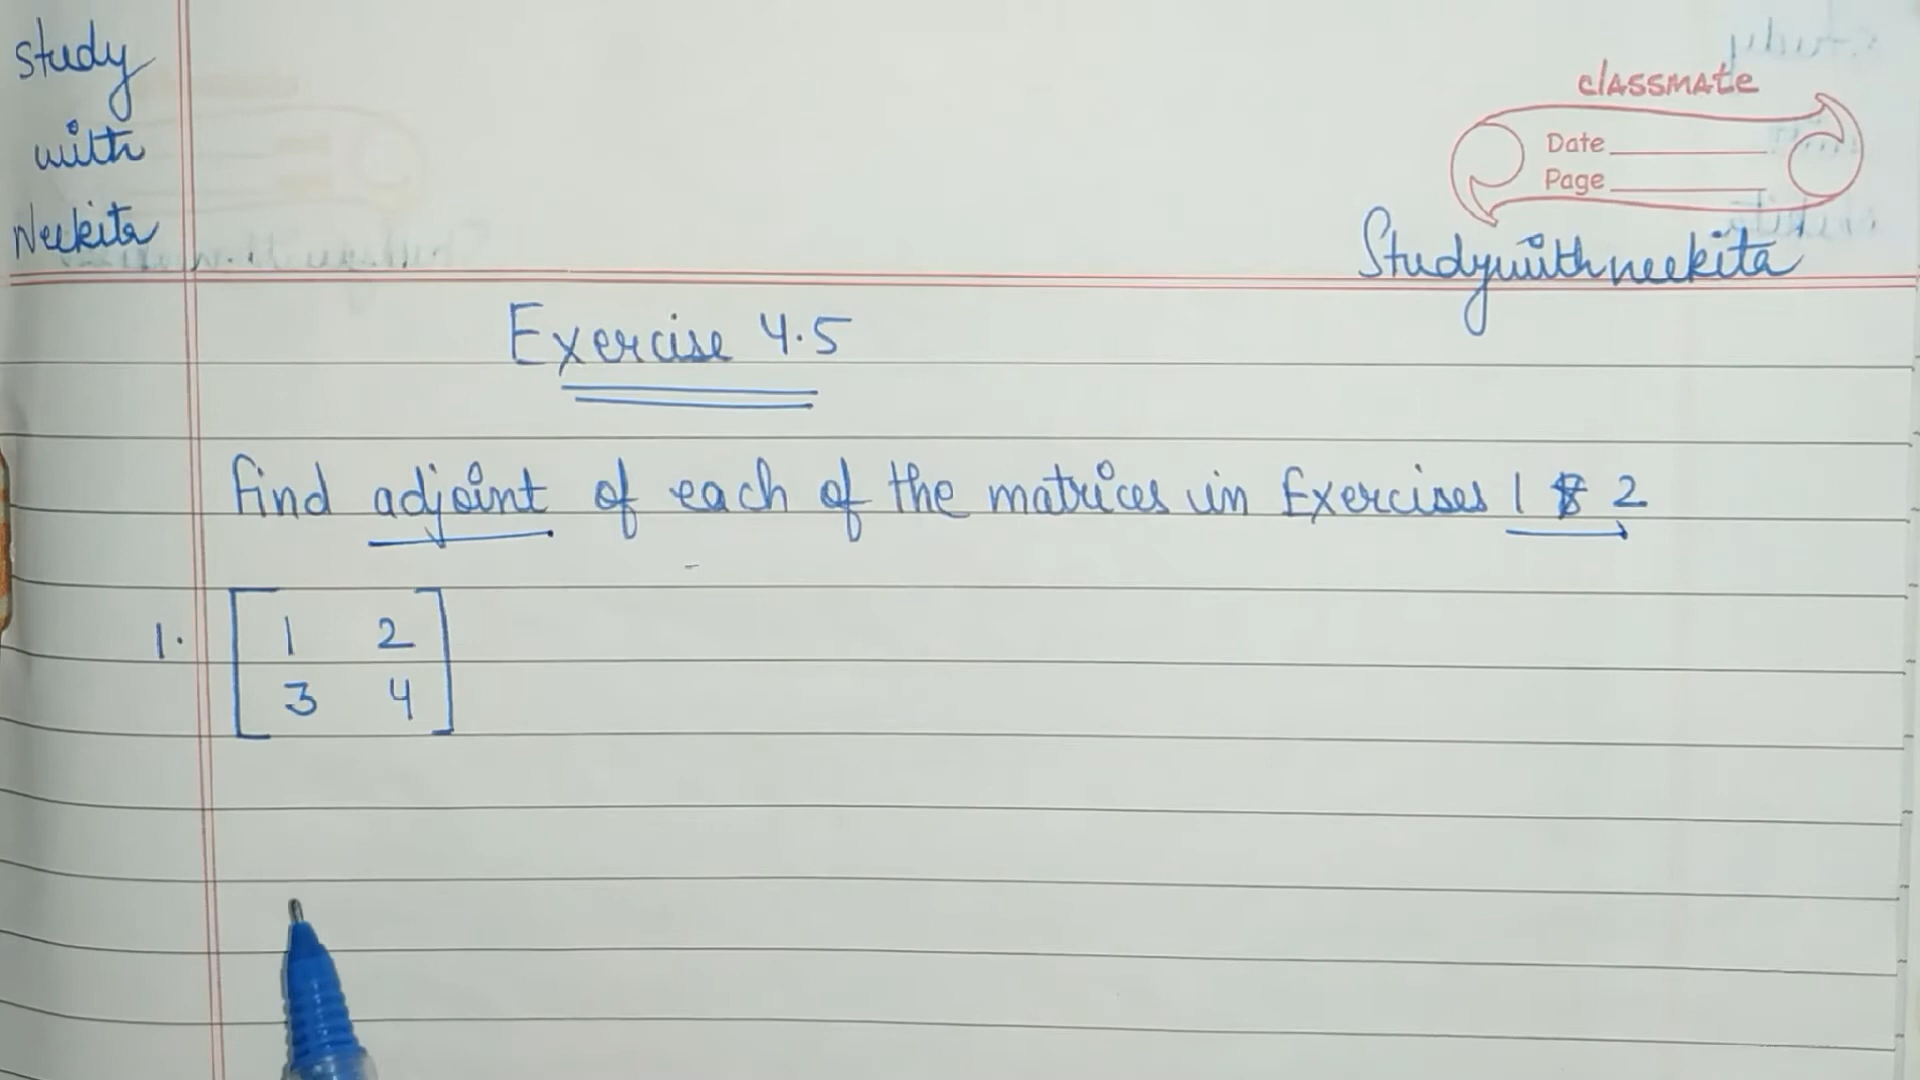 study
with
Neekita
classmate
Date
Page
Studywithneekita
Exercise 4.5
Find adjoint of each of the matrices in Exercises 1 & 2
1. [1 2
3 4]